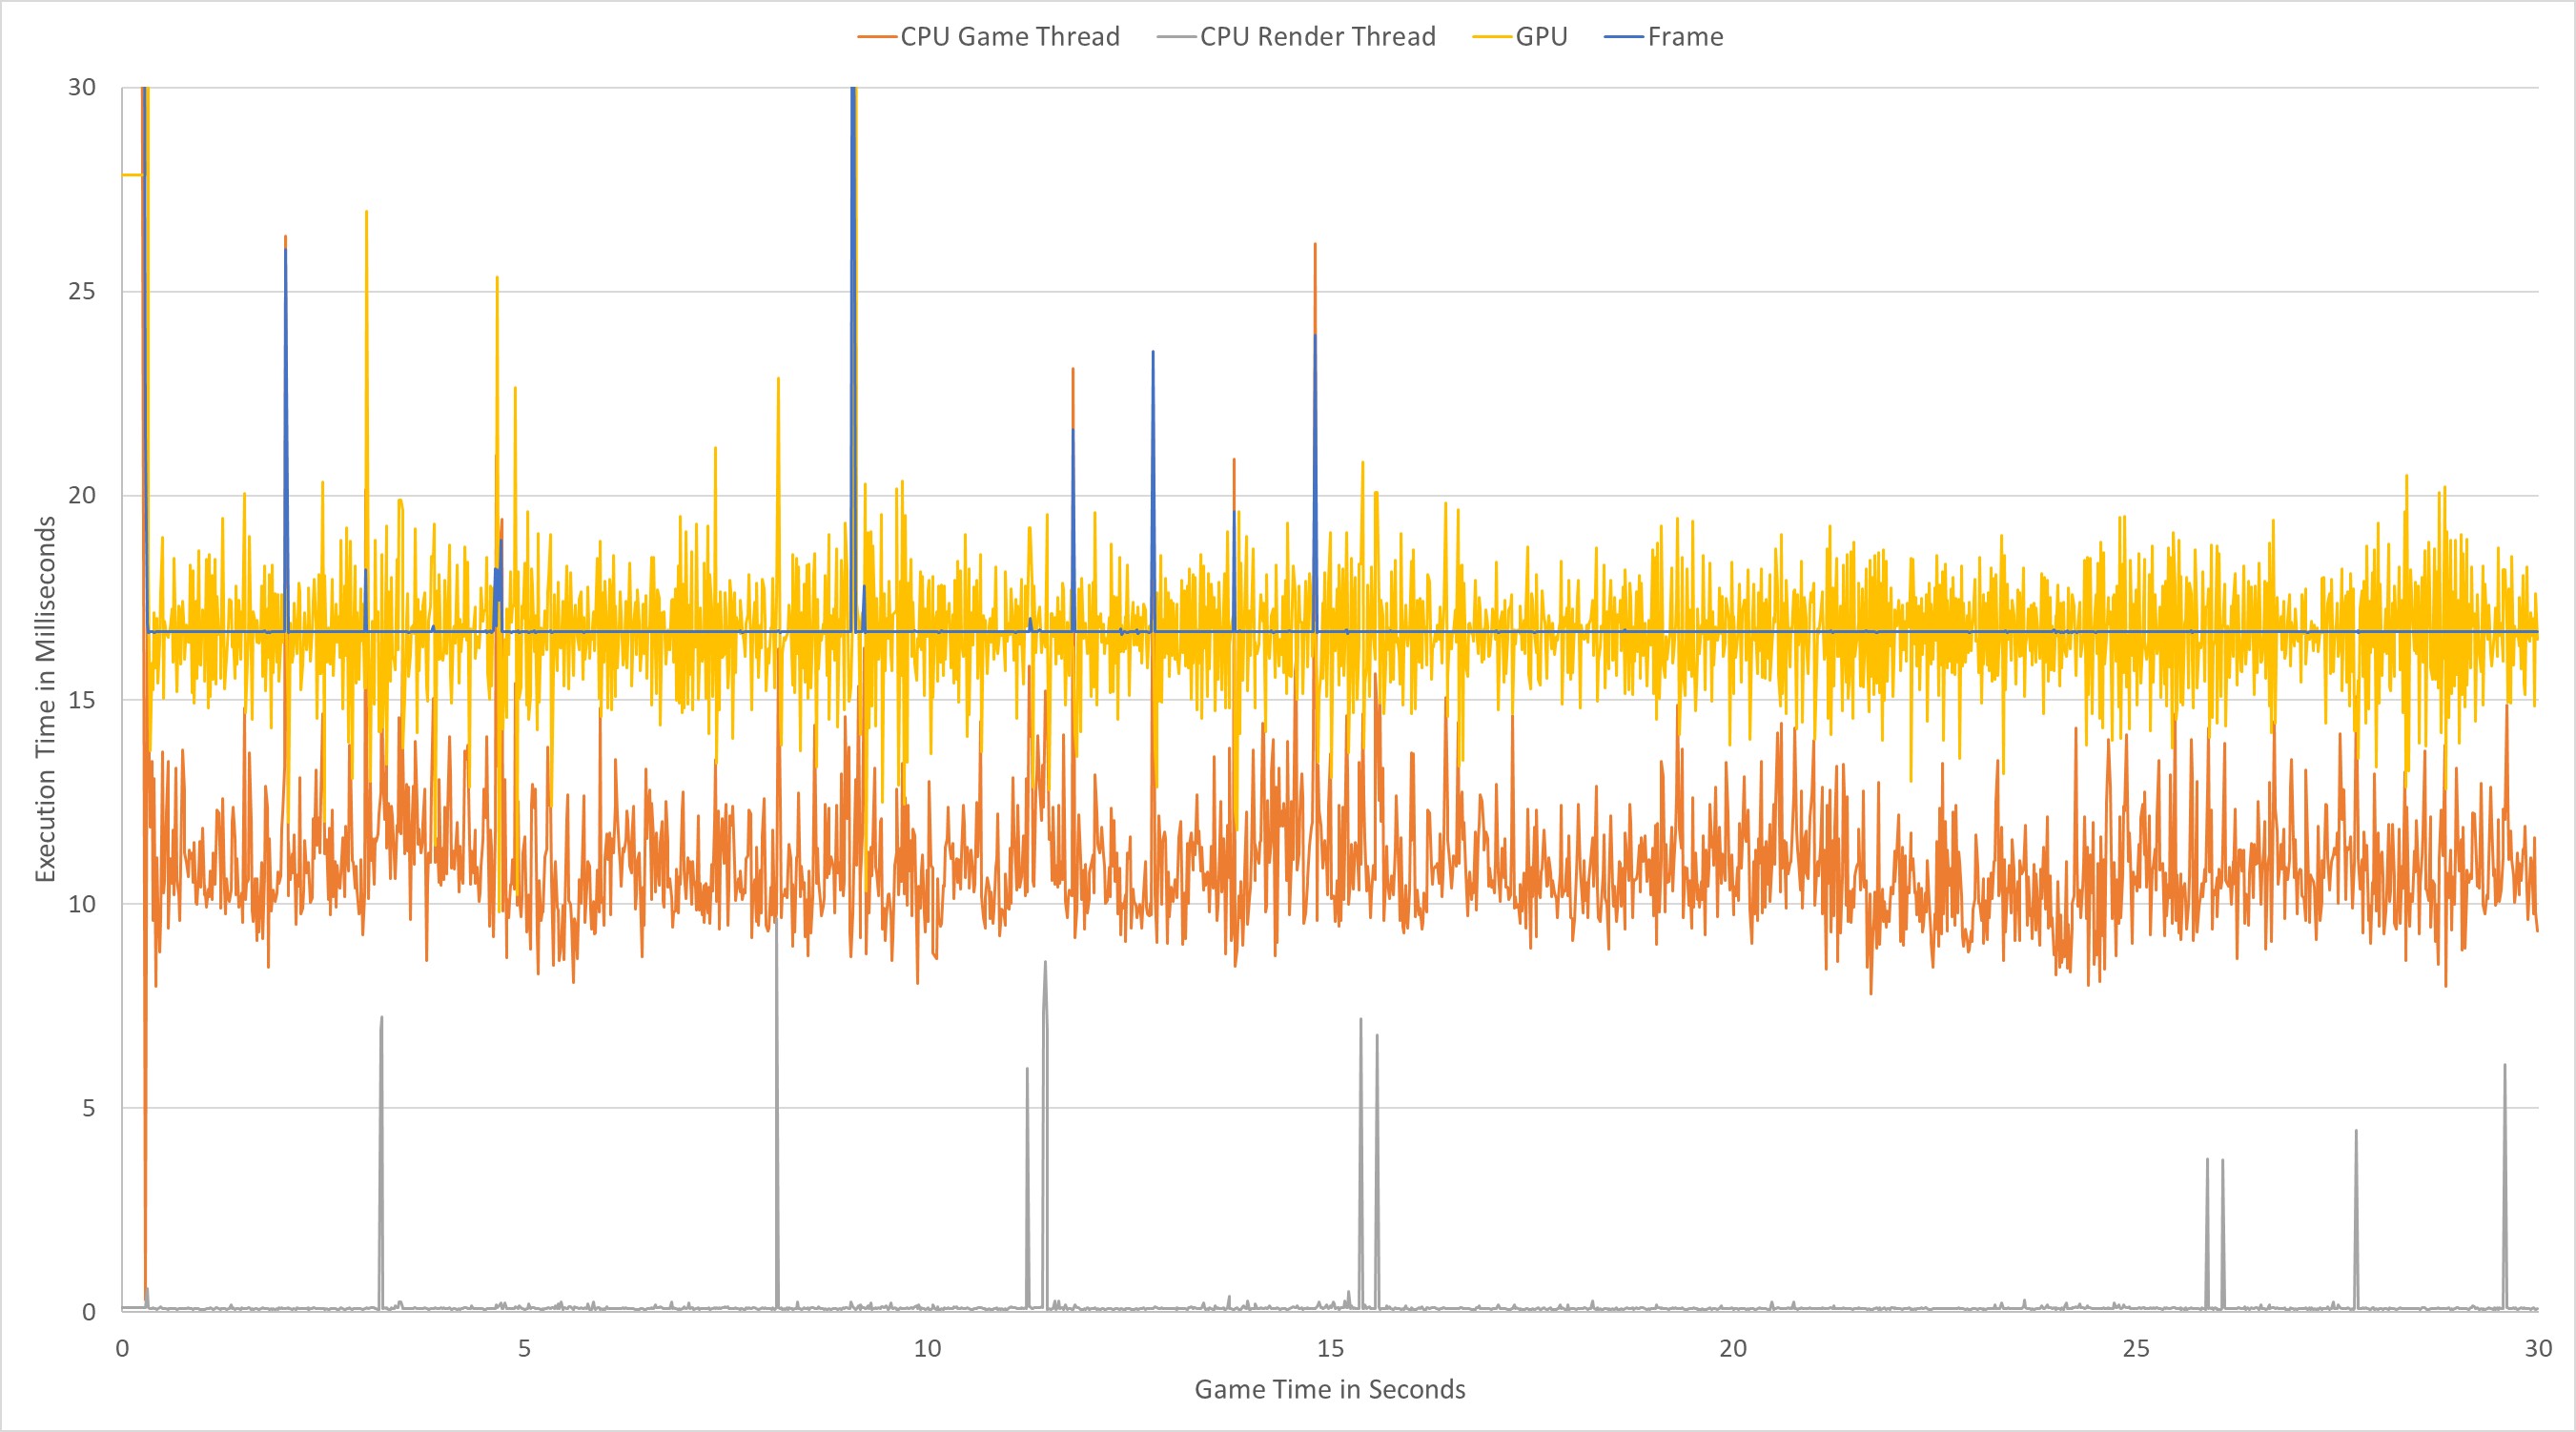 CPU Game Thread CPU Render Thread GPU Frame
30
25
20
15
10
5
0
Execution Time in Milliseconds
0 5 10 15 20 25 30
Game Time in Seconds